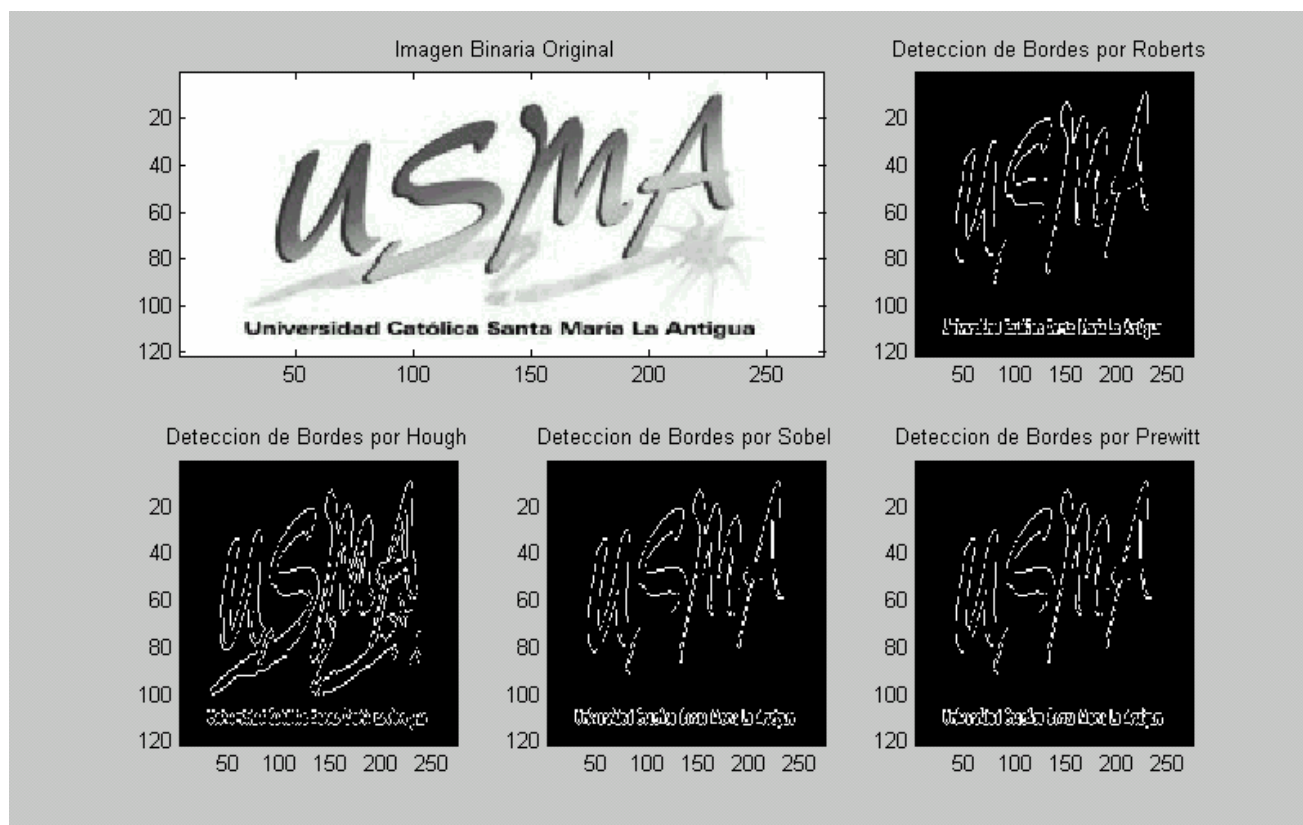 Imagen Binaria Original
20
40
60
80
100
120
50 100 150 200 250
USMA
Universidad Católica Santa María La Antigua
Deteccion de Bordes por Roberts
20
40
60
80
100
120
50 100 150 200 250
USMA
Deteccion de Bordes por Hough
20
40
60
80
100
120
50 100 150 200 250
USMA
Deteccion de Bordes por Sobel
20
40
60
80
100
120
50 100 150 200 250
USMA
Deteccion de Bordes por Prewitt
20
40
60
80
100
120
50 100 150 200 250
USMA